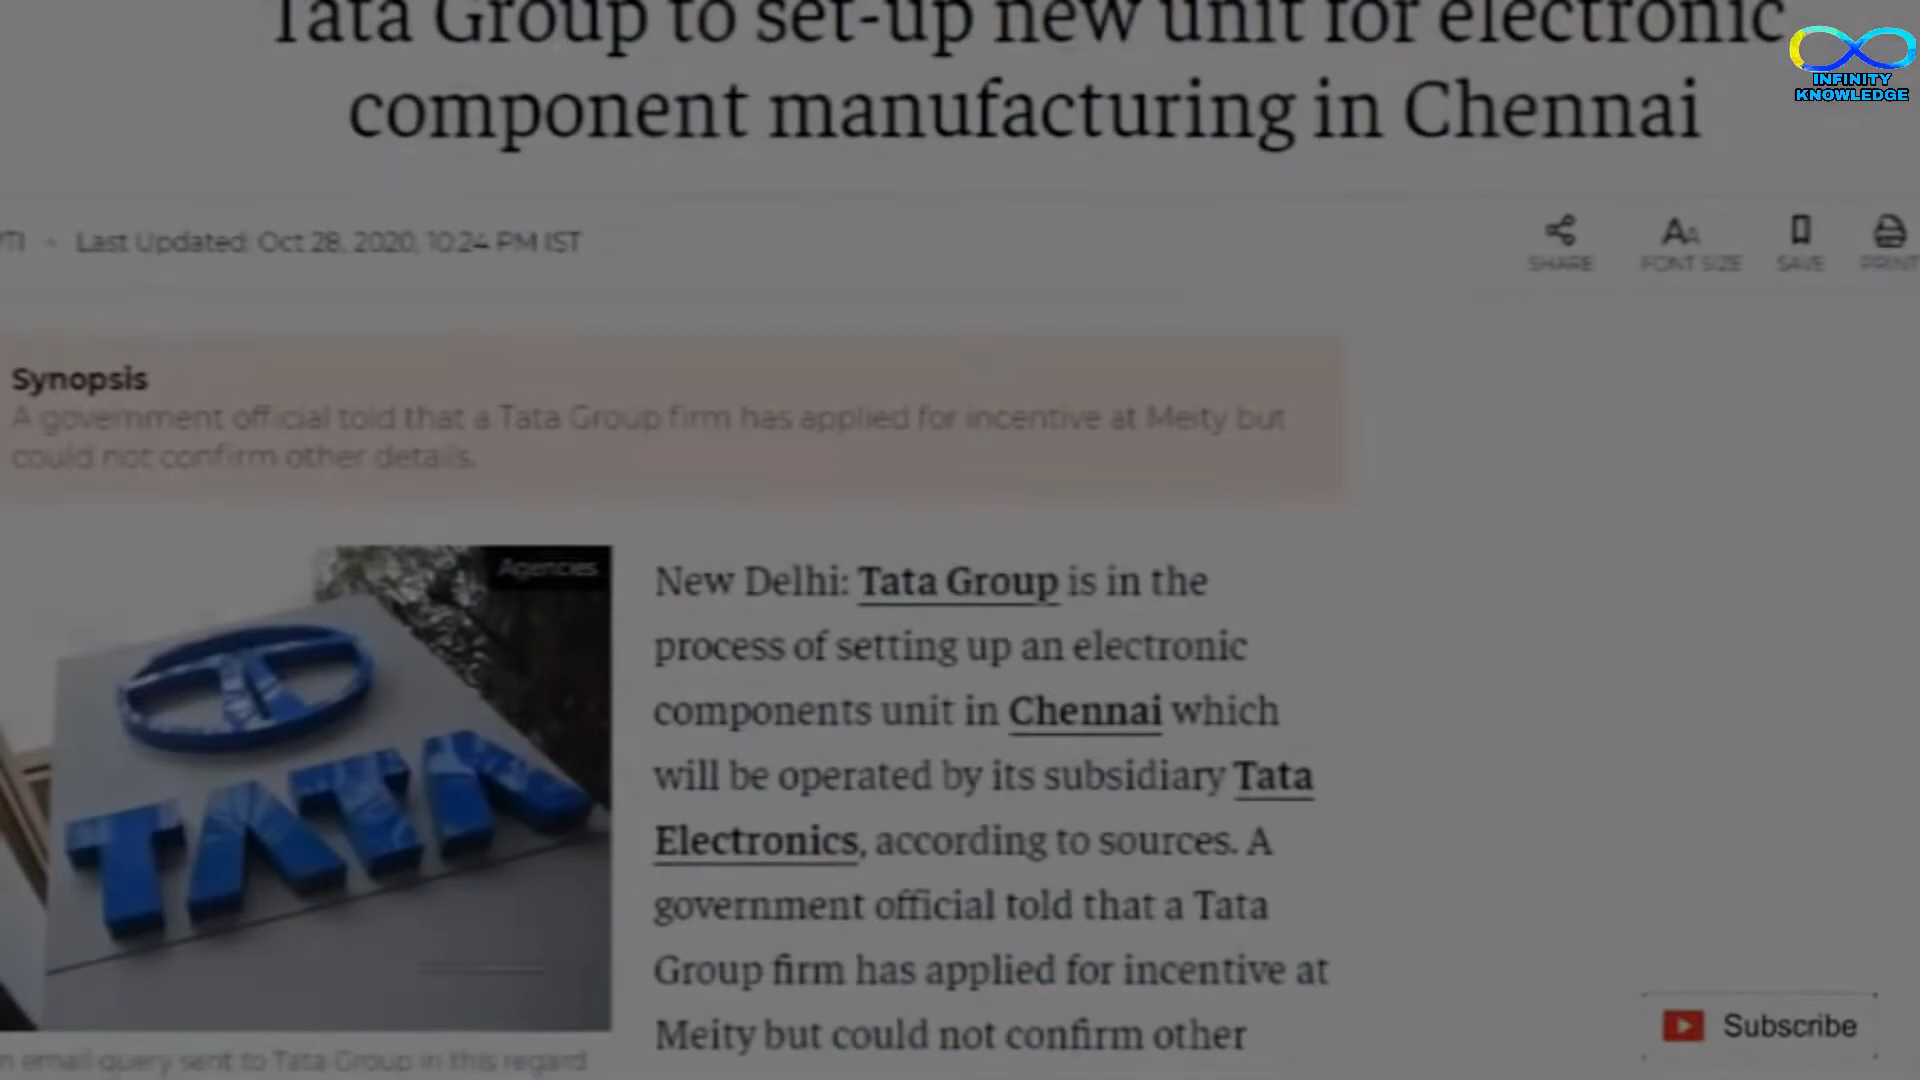 Tata Group to set-up new unit for electronic
component manufacturing in Chennai
INFINITY
KNOWLEDGE
Last Updated: Oct 28, 2020, 10:24 PM IST
SHARE
AA
FONT SIZE
SAVE
PRINT
Synopsis
A government official told that a Tata Group firm has applied for incentive at Meity but
could not confirm other details.
Agencies
TATA
New Delhi: Tata Group is in the
process of setting up an electronic
components unit in Chennai which
will be operated by its subsidiary Tata
Electronics, according to sources. A
government official told that a Tata
Group firm has applied for incentive at
Meity but could not confirm other
email query sent to Tata Group in this regard
Subscribe